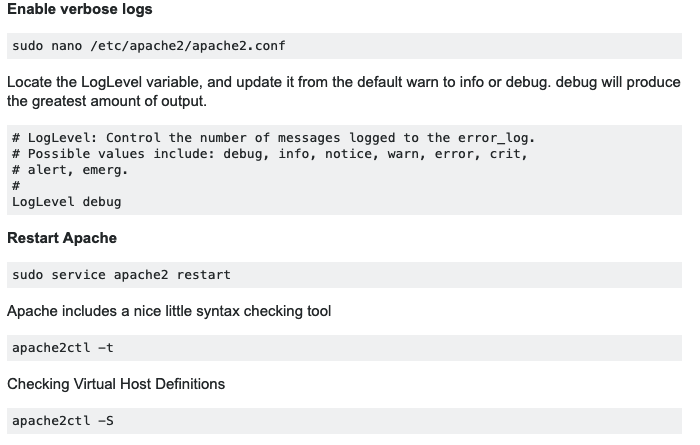 Enable verbose logs
sudo nano /etc/apache2/apache2.conf
Locate the LogLevel variable, and update it from the default warn to info or debug. debug will produce
the greatest amount of output.
# LogLevel: Control the number of messages logged to the error_log.
# Possible values include: debug, info, notice, warn, error, crit,
# alert, emerg.
#
LogLevel debug
Restart Apache
sudo service apache2 restart
Apache includes a nice little syntax checking tool
apache2ctl -t
Checking Virtual Host Definitions
apache2ctl -S